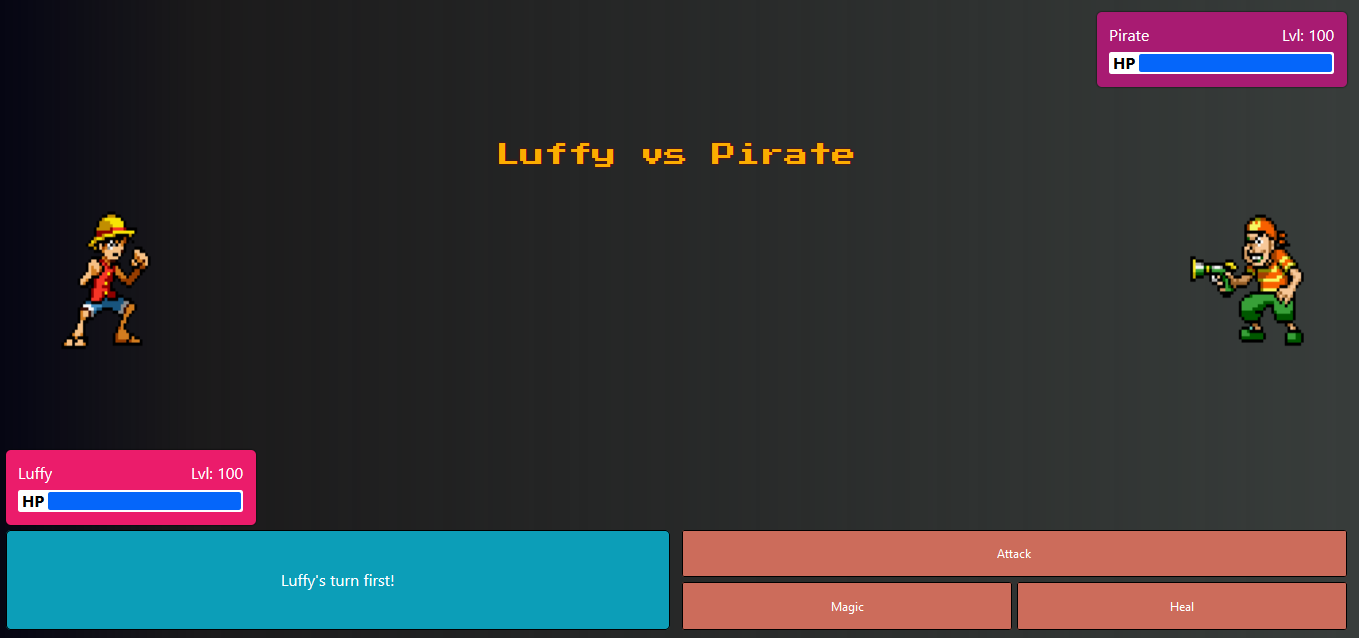 Pirate Lvl: 100
HP
Luffy vs Pirate
Luffy Lvl: 100
HP
Luffy's turn first!
Attack
Magic Heal